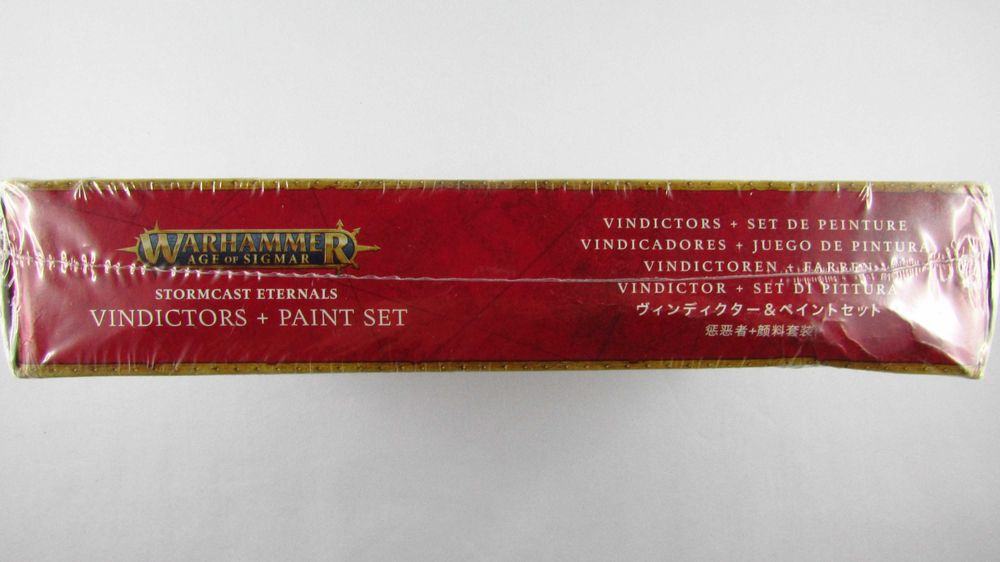 WARHAMMER
AGE OF SIGMAR
STORMCAST ETERNALS
VINDICTORS + PAINT SET
VINDICTORS + SET DE PEINTURE
VINDICADORES + JUEGO DE PINTURA
VINDICTOREN + FARBEN
VINDICTOR + SET DI PITTURA
ヴィンディクター&ペイントセット
惩恶者+颜料套装